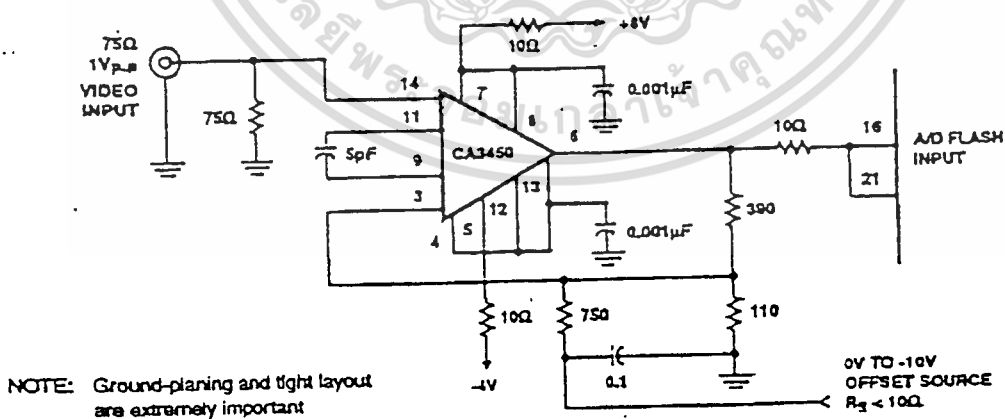 +8V
10Ω
75Ω
1Vp-p
VIDEO
INPUT
75Ω
14
7
11
8
0.001µF
5pF
9
CA3450
6
10Ω
16
A/D FLASH
INPUT
21
3
13
12
5
4
0.001µF
390
10Ω
750
110
0.1
-4V
0V TO -10V
OFFSET SOURCE
RS < 10Ω
NOTE: Ground-planing and tight layout
are extremely important